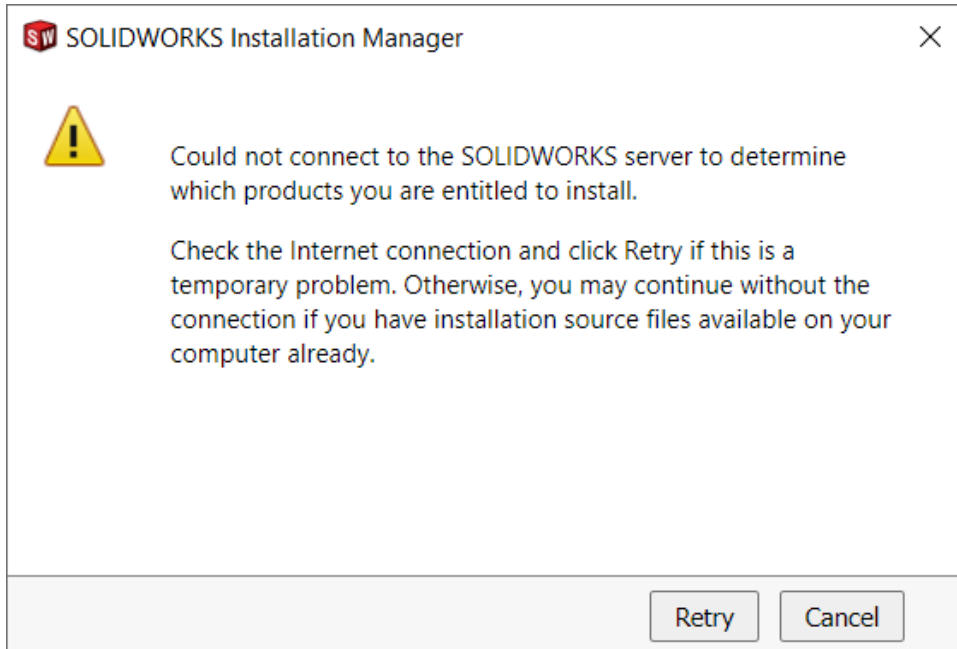 SW SOLIDWORKS Installation Manager
Could not connect to the SOLIDWORKS server to determine
which products you are entitled to install.
Check the Internet connection and click Retry if this is a
temporary problem. Otherwise, you may continue without the
connection if you have installation source files available on your
computer already.
Retry Cancel